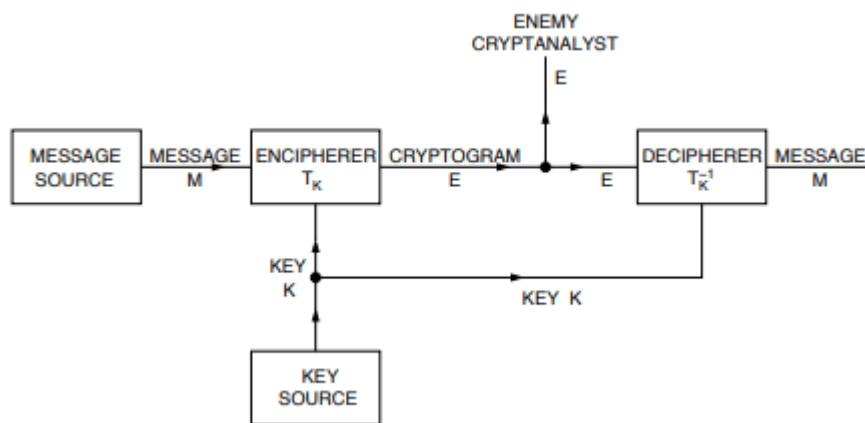 ENEMY
CRYPTANALYST
E
MESSAGE
SOURCE
MESSAGE
M
ENCIPHERER
T_K
CRYPTOGRAM
E
E
DECIPHERER
T_K^-1
MESSAGE
M
KEY
K
KEY K
KEY
SOURCE